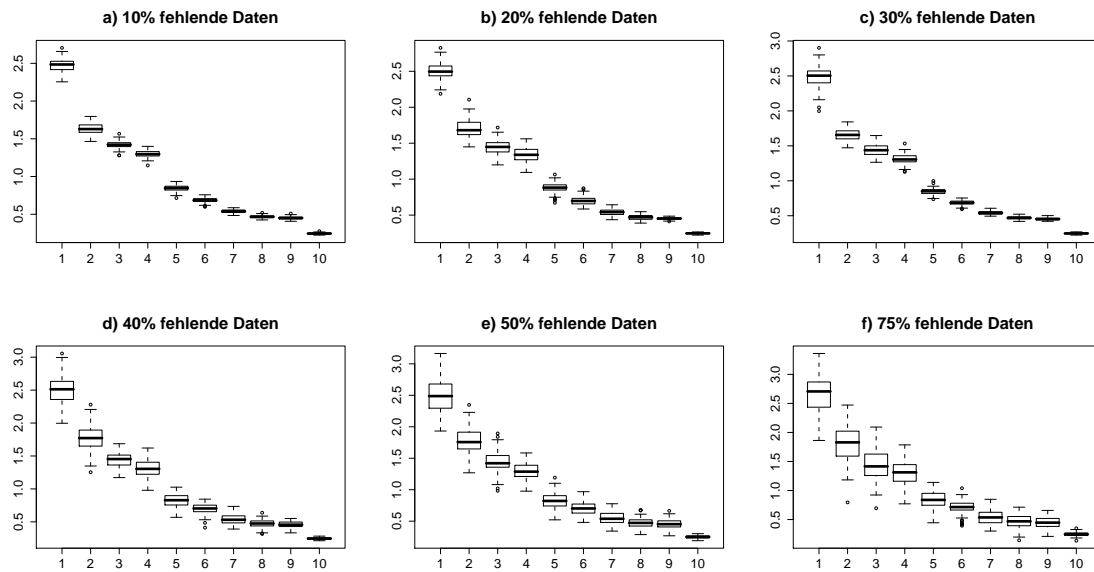 a) 10% fehlende Daten
0.5 1.0 1.5 2.0 2.5
1 2 3 4 5 6 7 8 9 10
b) 20% fehlende Daten
0.5 1.0 1.5 2.0 2.5
1 2 3 4 5 6 7 8 9 10
c) 30% fehlende Daten
0.5 1.0 1.5 2.0 2.5 3.0
1 2 3 4 5 6 7 8 9 10
d) 40% fehlende Daten
0.5 1.0 1.5 2.0 2.5 3.0
1 2 3 4 5 6 7 8 9 10
e) 50% fehlende Daten
0.5 1.0 1.5 2.0 2.5 3.0
1 2 3 4 5 6 7 8 9 10
f) 75% fehlende Daten
0.5 1.0 1.5 2.0 2.5 3.0
1 2 3 4 5 6 7 8 9 10